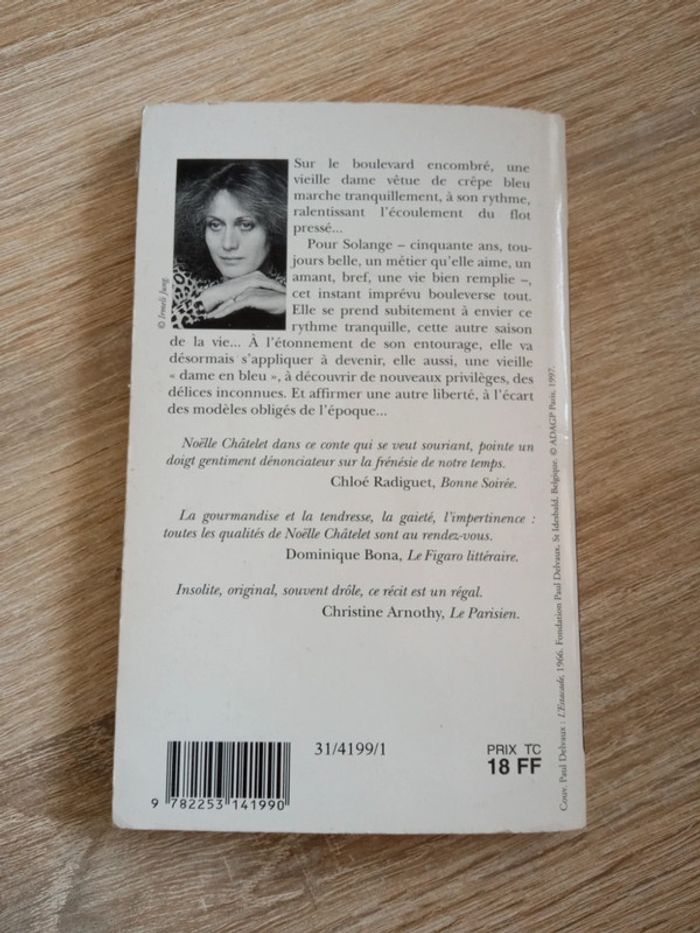 Sur le boulevard encombré, une
vieille dame vêtue de crêpe bleu
marche tranquillement, à son rythme,
ralentissant l'écoulement du flot
pressé...
Pour Solange – cinquante ans, tou-
jours belle, un métier qu'elle aime, un
amant, bref, une vie bien remplie –,
cet instant imprévu bouleverse tout.
Elle se prend subitement à envier ce
rythme tranquille, cette autre saison
de la vie... À l'étonnement de son entourage, elle va
désormais s'appliquer à devenir, elle aussi, une vieille
« dame en bleu », à découvrir de nouveaux privilèges, des
délices inconnues. Et affirmer une autre liberté, à l'écart
des modèles obligés de l'époque...
© Irmeli Jung.
Noëlle Châtelet dans ce conte qui se veut souriant, pointe un
doigt gentiment dénonciateur sur la frénésie de notre temps.
Chloé Radiguet, Bonne Soirée.
La gourmandise et la tendresse, la gaieté, l'impertinence :
toutes les qualités de Noëlle Châtelet sont au rendez-vous.
Dominique Bona, Le Figaro littéraire.
Insolite, original, souvent drôle, ce récit est un régal.
Christine Arnothy, Le Parisien.
Couv. Paul Delvaux : L'Estacade, 1966. Fondation Paul Delvaux. St Idesbald. Belgique. © ADAGP Paris, 1997.
31/4199/1
PRIX TC
18 FF
9 782253 141990